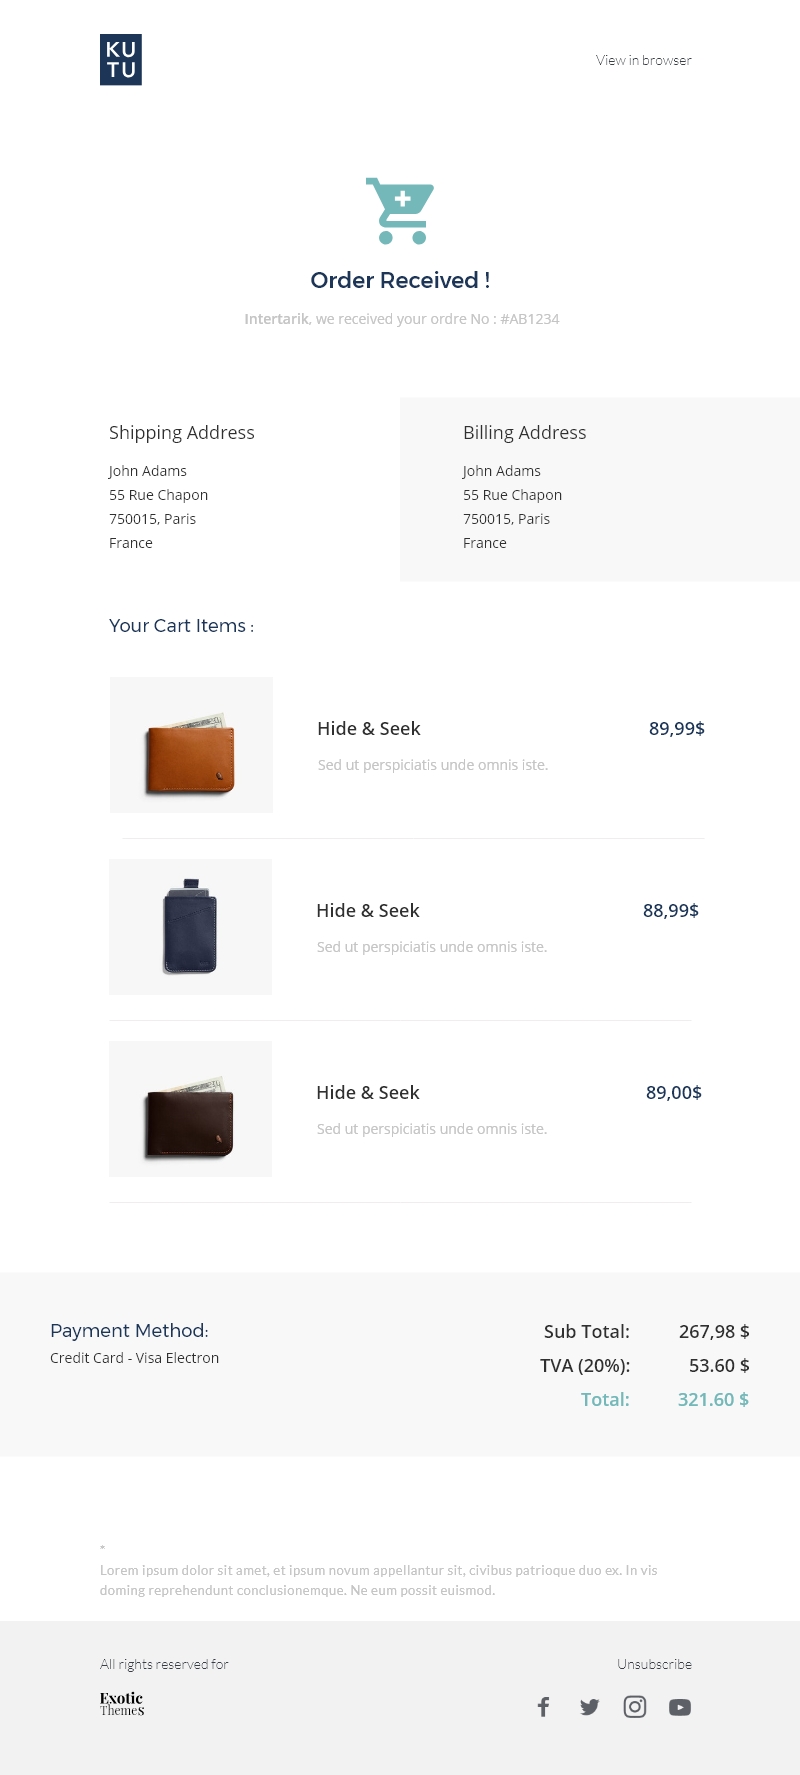 KU
TU
View in browser
Order Received !
Intertarik, we received your ordre No : #AB1234
Shipping Address
John Adams
55 Rue Chapon
750015, Paris
France
Billing Address
John Adams
55 Rue Chapon
750015, Paris
France
Your Cart Items :
Hide & Seek
89,99$
Sed ut perspiciatis unde omnis iste.
Hide & Seek
88,99$
Sed ut perspiciatis unde omnis iste.
Hide & Seek
89,00$
Sed ut perspiciatis unde omnis iste.
Payment Method:
Credit Card - Visa Electron
Sub Total: 267,98 $
TVA (20%): 53.60 $
Total: 321.60 $
*
Lorem ipsum dolor sit amet, et ipsum novum appellantur sit, civibus patrioque duo ex. In vis
doming reprehendunt conclusionemque. Ne eum possit euismod.
All rights reserved for
Unsubscribe
Exotic
Themes